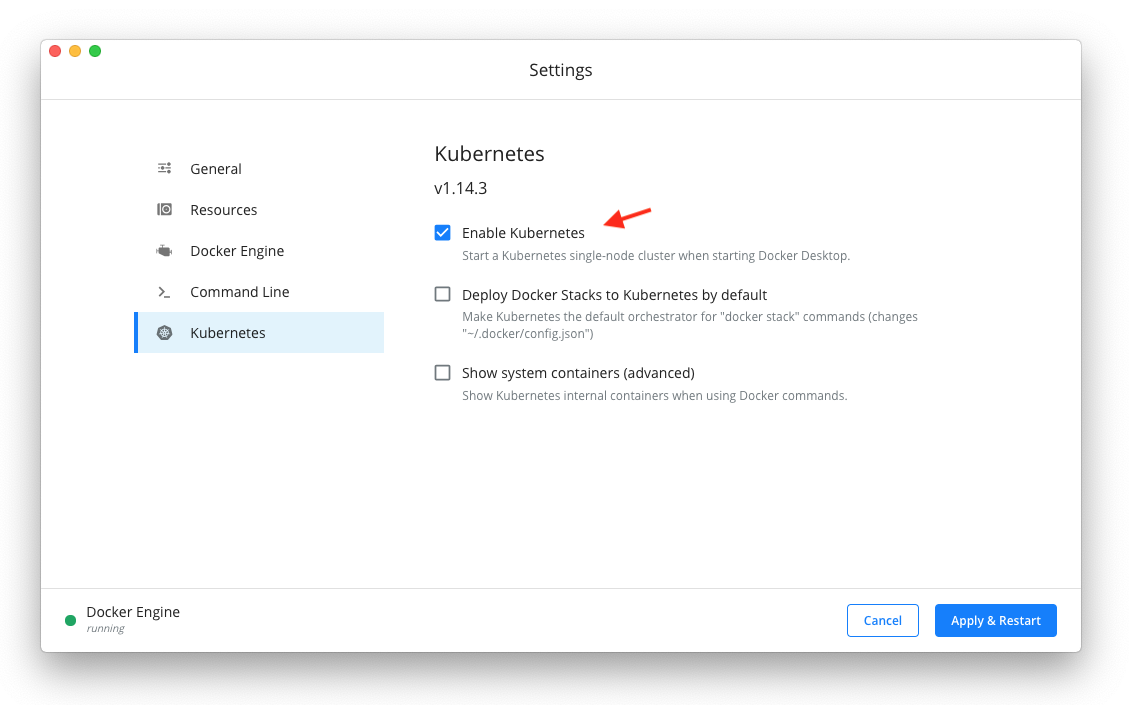 Settings
General
Resources
Docker Engine
Command Line
Kubernetes
Kubernetes
v1.14.3
Enable Kubernetes
Start a Kubernetes single-node cluster when starting Docker Desktop.
Deploy Docker Stacks to Kubernetes by default
Make Kubernetes the default orchestrator for "docker stack" commands (changes
"~/.docker/config.json")
Show system containers (advanced)
Show Kubernetes internal containers when using Docker commands.
Docker Engine
running
Cancel
Apply & Restart